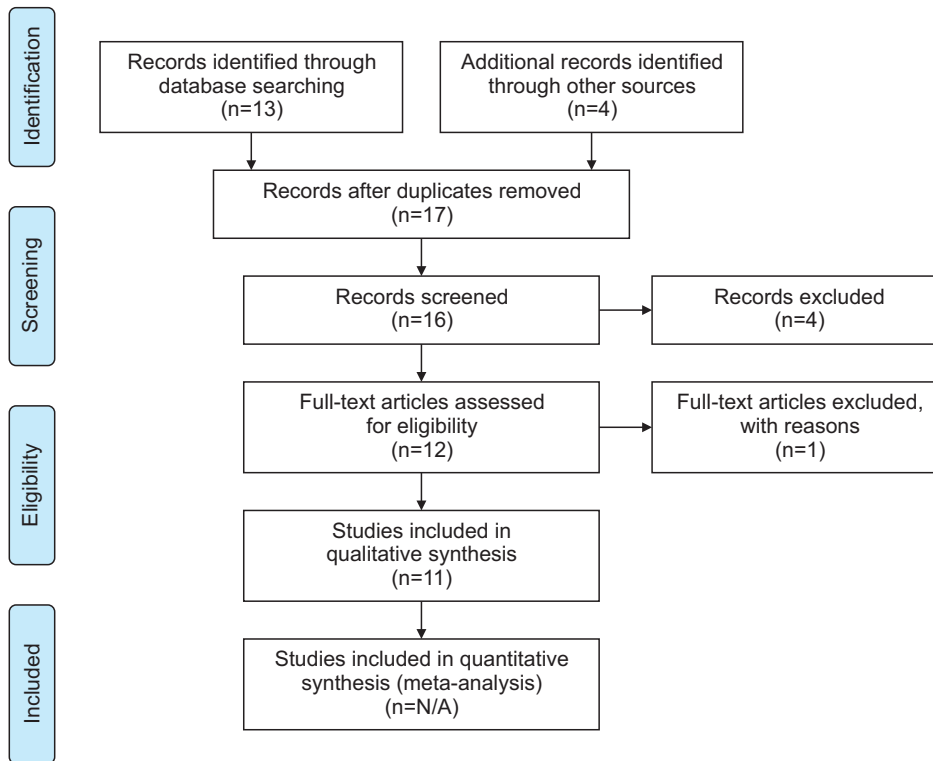 Identification
Records identified through
database searching
(n=13)
Additional records identified
through other sources
(n=4)
Records after duplicates removed
(n=17)
Screening
Records screened
(n=16)
Records excluded
(n=4)
Eligibility
Full-text articles assessed
for eligibility
(n=12)
Full-text articles excluded,
with reasons
(n=1)
Studies included in
qualitative synthesis
(n=11)
Included
Studies included in quantitative
synthesis (meta-analysis)
(n=N/A)